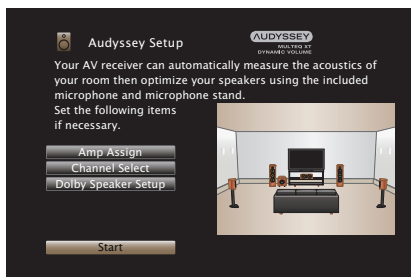 Audyssey Setup
AUDYSSEY
MULTEQ XT
DYNAMIC VOLUME
Your AV receiver can automatically measure the acoustics of
your room then optimize your speakers using the included
microphone and microphone stand.
Set the following items
if necessary.
Amp Assign
Channel Select
Dolby Speaker Setup
Start